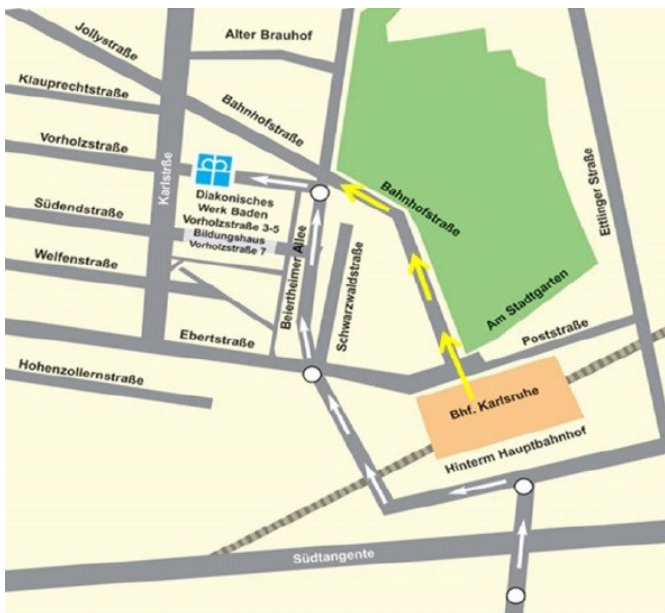 Jollystraße
Alter Brauhof
Klauprechtstraße
Bahnhofstraße
Vorholzstraße
Karlstrße
Ettlinger Straße
Diakonisches
Werk Baden
Vorholzstraße 3-5
Bildungshaus
Vorholzstraße 7
Bahnhofstraße
Südendstraße
Welfenstraße
Beiertheimer Allee
Schwarzwaldstraße
Am Stadtgarten
Ebertstraße
Poststraße
Hohenzollernstraße
Bhf. Karlsruhe
Hinterm Hauptbahnhof
Südtangente